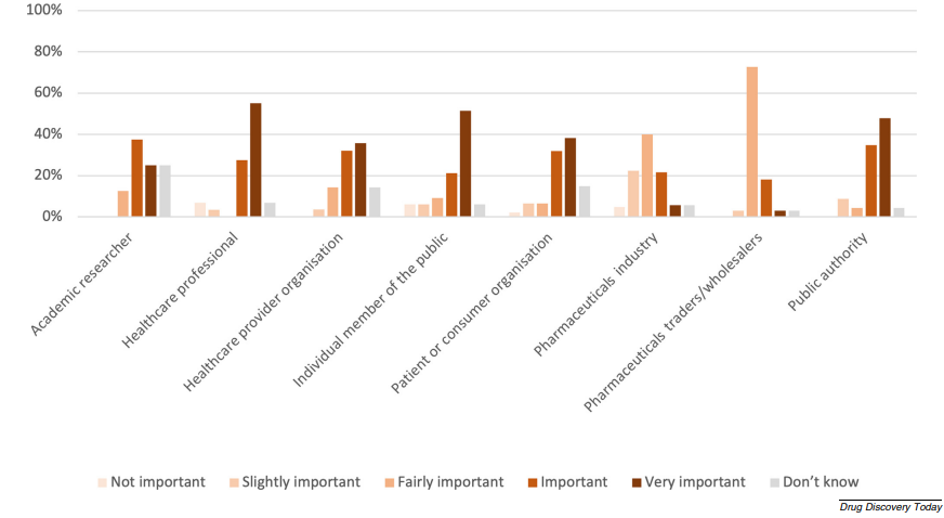 100%
80%
60%
40%
20%
0%
Academic researcher
Healthcare professional
Healthcare provider organisation
Individual member of the public
Patient or consumer organisation
Pharmaceuticals industry
Pharmaceuticals traders/wholesalers
Public authority
Not important Slightly important Fairly important Important Very important Don't know
Drug Discovery Today